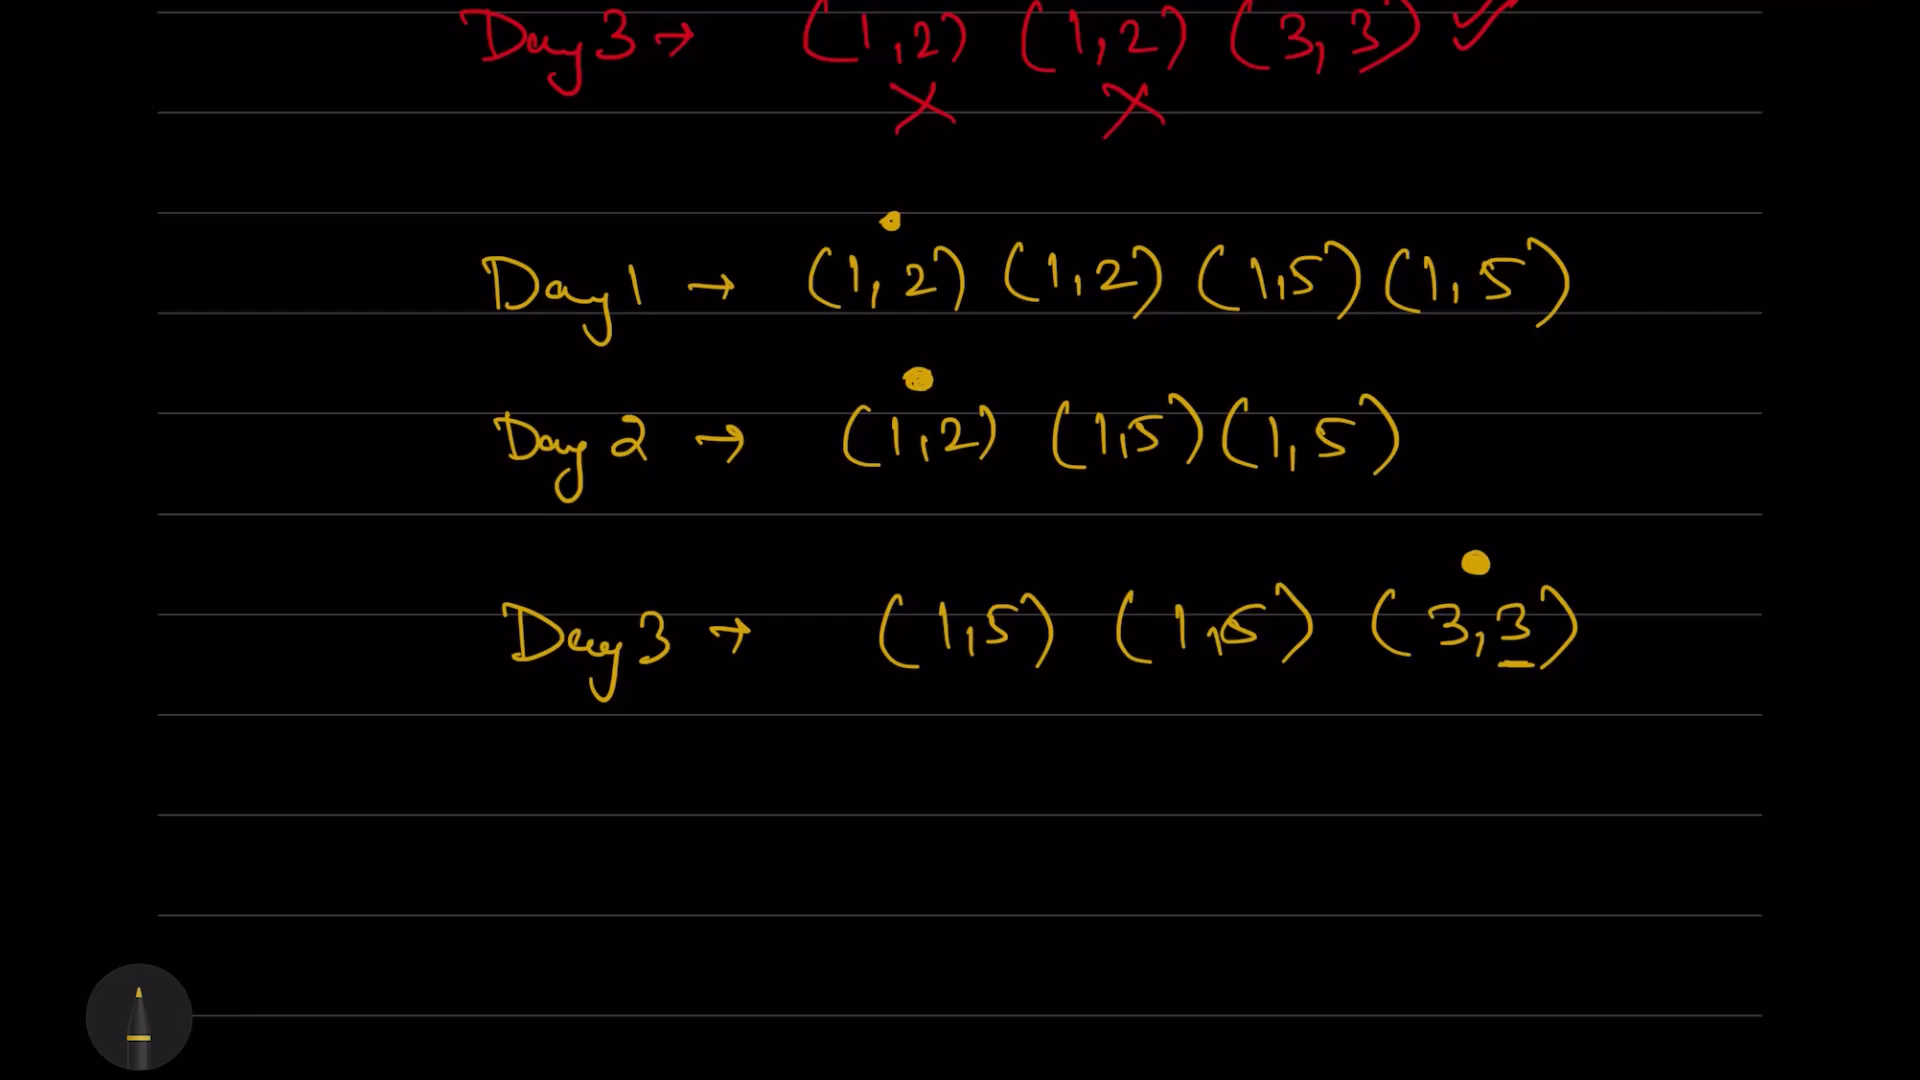 Day 3 → (1,2) (1,2) (3,3)
Day 1 → (1,2) (1,2) (1,5) (1,5)
Day 2 → (1,2) (1,5) (1,5)
Day 3 → (1,5) (1,5) (3,3)